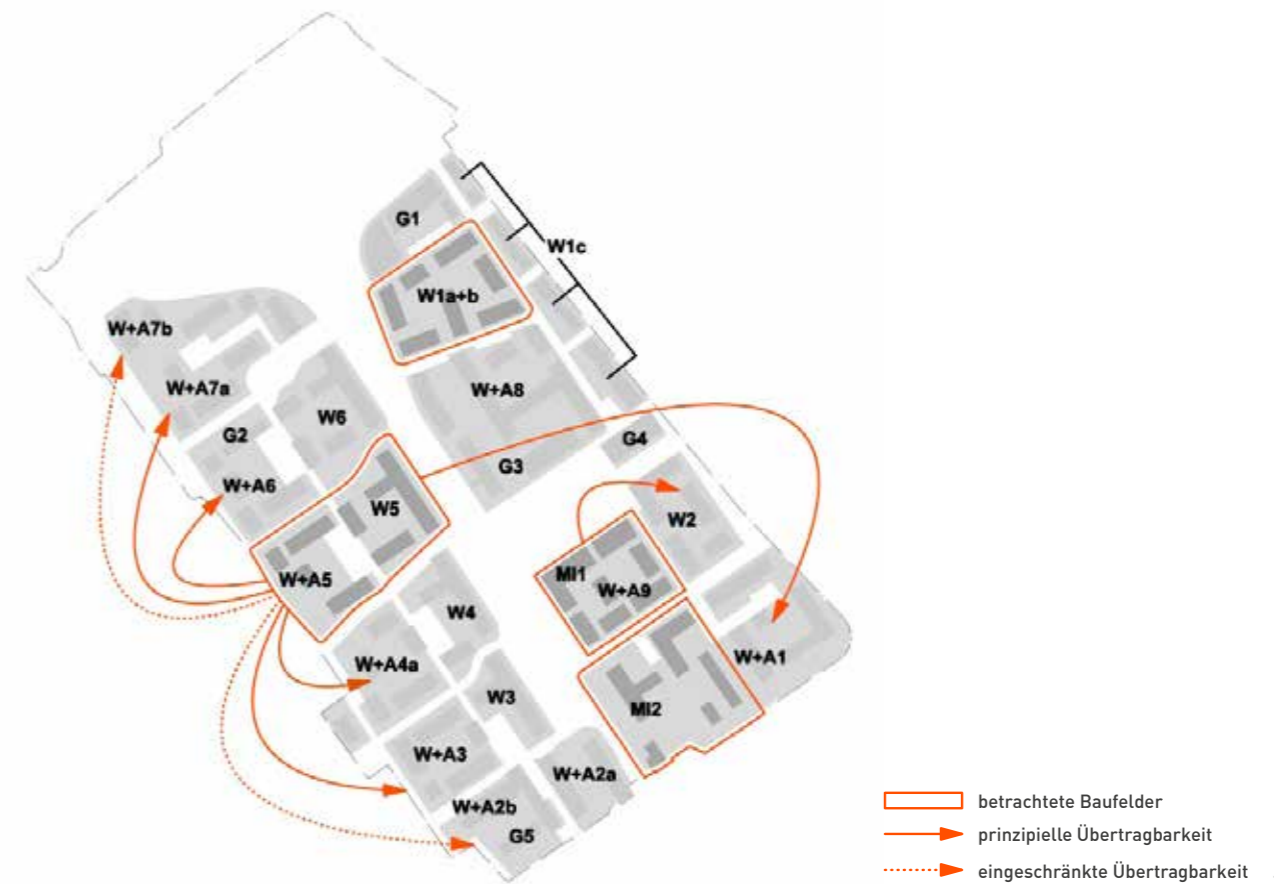 G1
W1c
W1a+b
W+A7b
W+A7a
W+A8
W6
G2
G4
G3
W+A6
W5
W2
MI1
W+A5
W+A9
W4
W+A4a
W+A1
W3
MI2
W+A3
W+A2a
W+A2b
G5
betrachtete Baufelder
prinzipielle Übertragbarkeit
eingeschränkte Übertragbarkeit